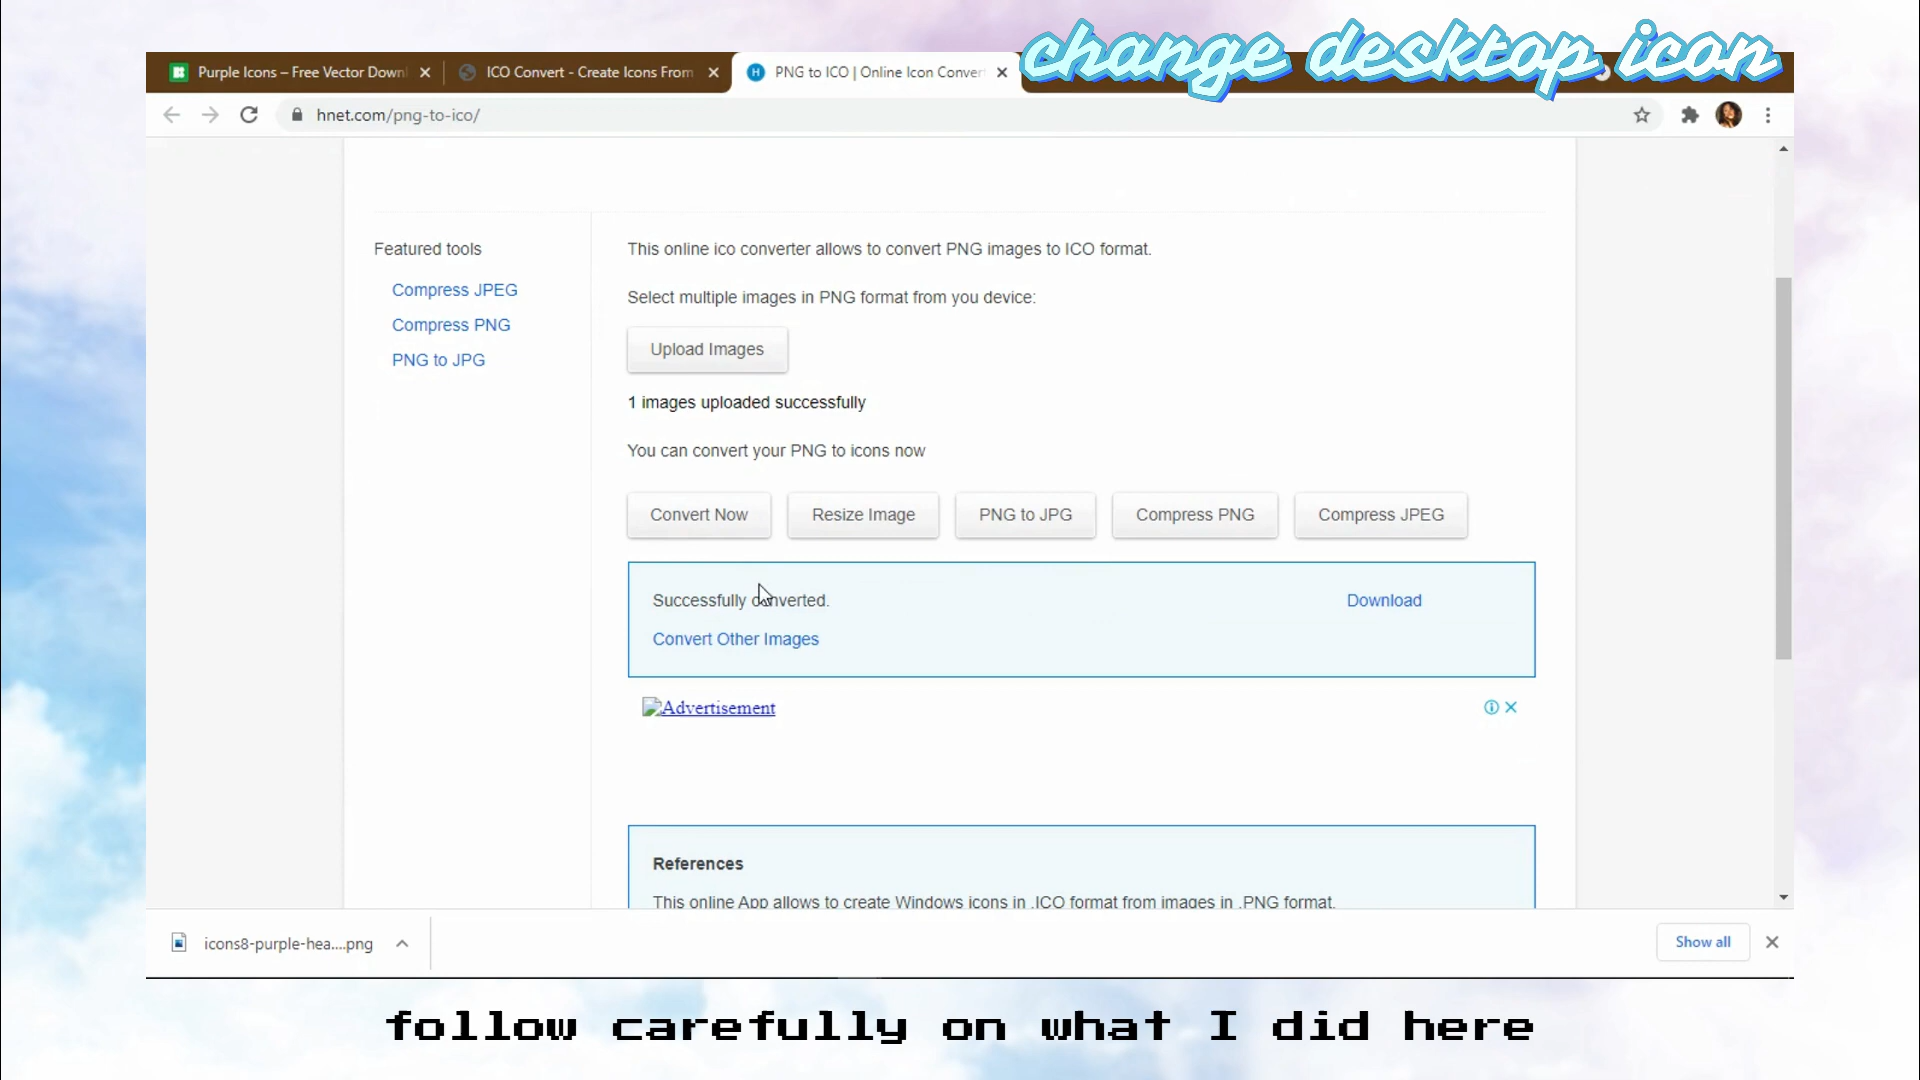 change desktop icon
Purple Icons – Free Vector Downl
ICO Convert - Create Icons From
PNG to ICO | Online Icon Conver
hnet.com/png-to-ico/
Featured tools
Compress JPEG
Compress PNG
PNG to JPG
This online ico converter allows to convert PNG images to ICO format.
Select multiple images in PNG format from you device:
Upload Images
1 images uploaded successfully
You can convert your PNG to icons now
Convert Now
Resize Image
PNG to JPG
Compress PNG
Compress JPEG
Successfully converted.
Download
Convert Other Images
Advertisement
References
This online App allows to create Windows icons in .ICO format from images in .PNG format.
icons8-purple-hea....png
Show all
follow carefully on what I did here